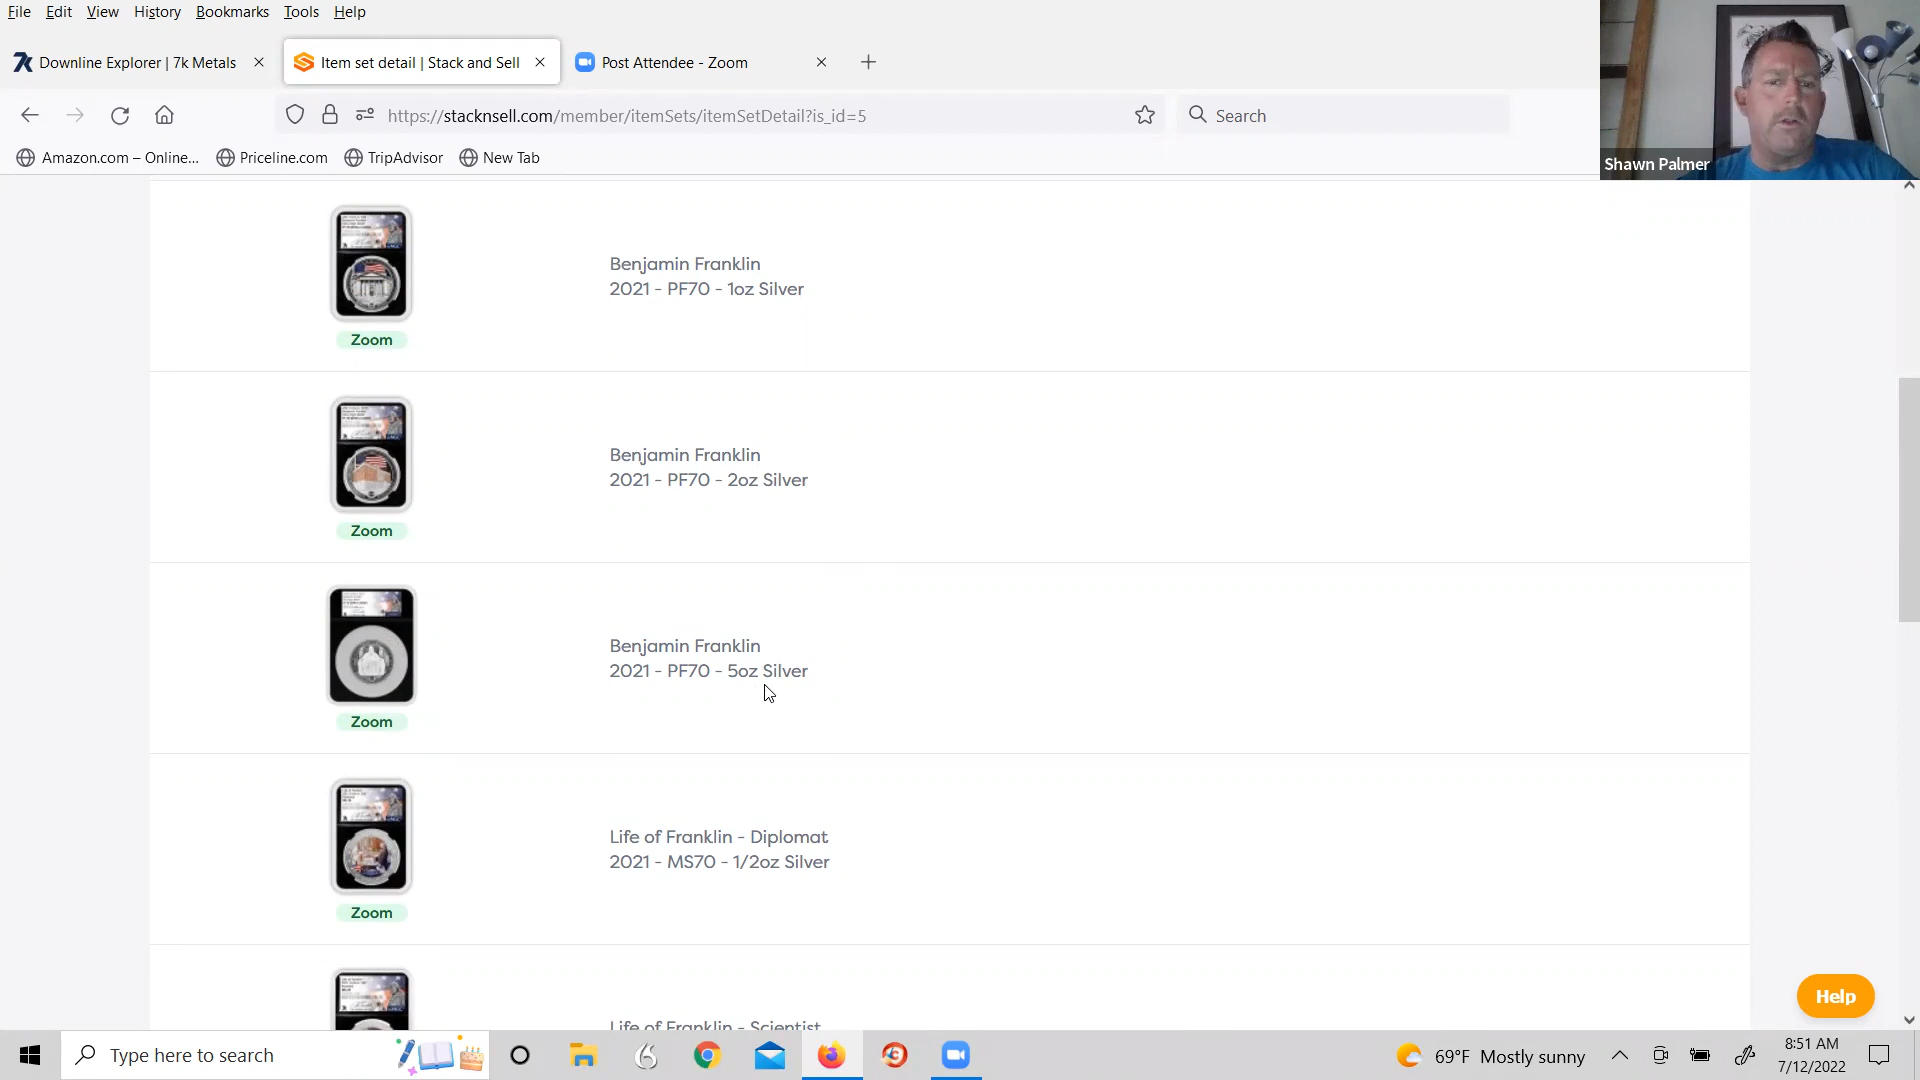 File Edit View History Bookmarks Tools Help
Downline Explorer | 7k Metals
Item set detail | Stack and Sell
Post Attendee - Zoom
https://stacknsell.com/member/itemSets/itemSetDetail?is_id=5
Search
Amazon.com – Online...
Priceline.com
TripAdvisor
New Tab
Shawn Palmer
Benjamin Franklin
2021 - PF70 - 1oz Silver
Zoom
Benjamin Franklin
2021 - PF70 - 2oz Silver
Zoom
Benjamin Franklin
2021 - PF70 - 5oz Silver
Zoom
Life of Franklin - Diplomat
2021 - MS70 - 1/2oz Silver
Zoom
Life of Franklin - Scientist
Help
Type here to search
69°F Mostly sunny
8:51 AM
7/12/2022